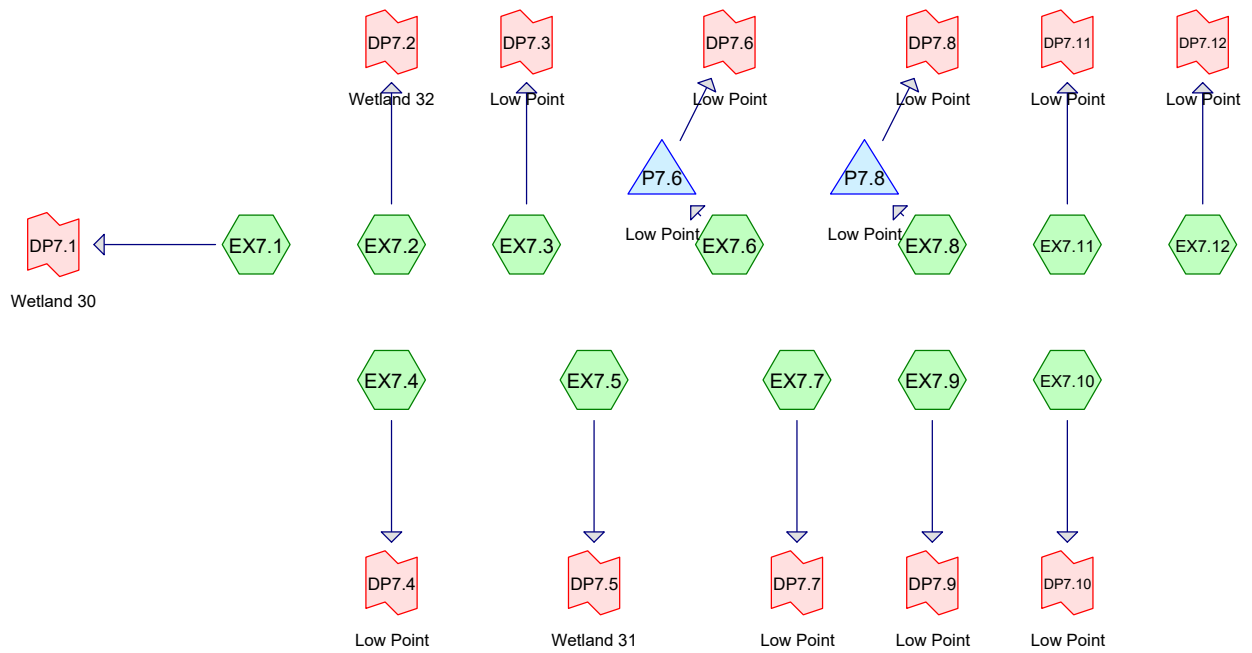 DP7.2
DP7.3
DP7.6
DP7.8
DP7.11
DP7.12
Wetland 32
Low Point
Low Point
Low Point
Low Point
Low Point
P7.6
P7.8
Low Point
Low Point
DP7.1
EX7.1
EX7.2
EX7.3
EX7.6
EX7.8
EX7.11
EX7.12
Wetland 30
EX7.4
EX7.5
EX7.7
EX7.9
EX7.10
DP7.4
DP7.5
DP7.7
DP7.9
DP7.10
Low Point
Wetland 31
Low Point
Low Point
Low Point